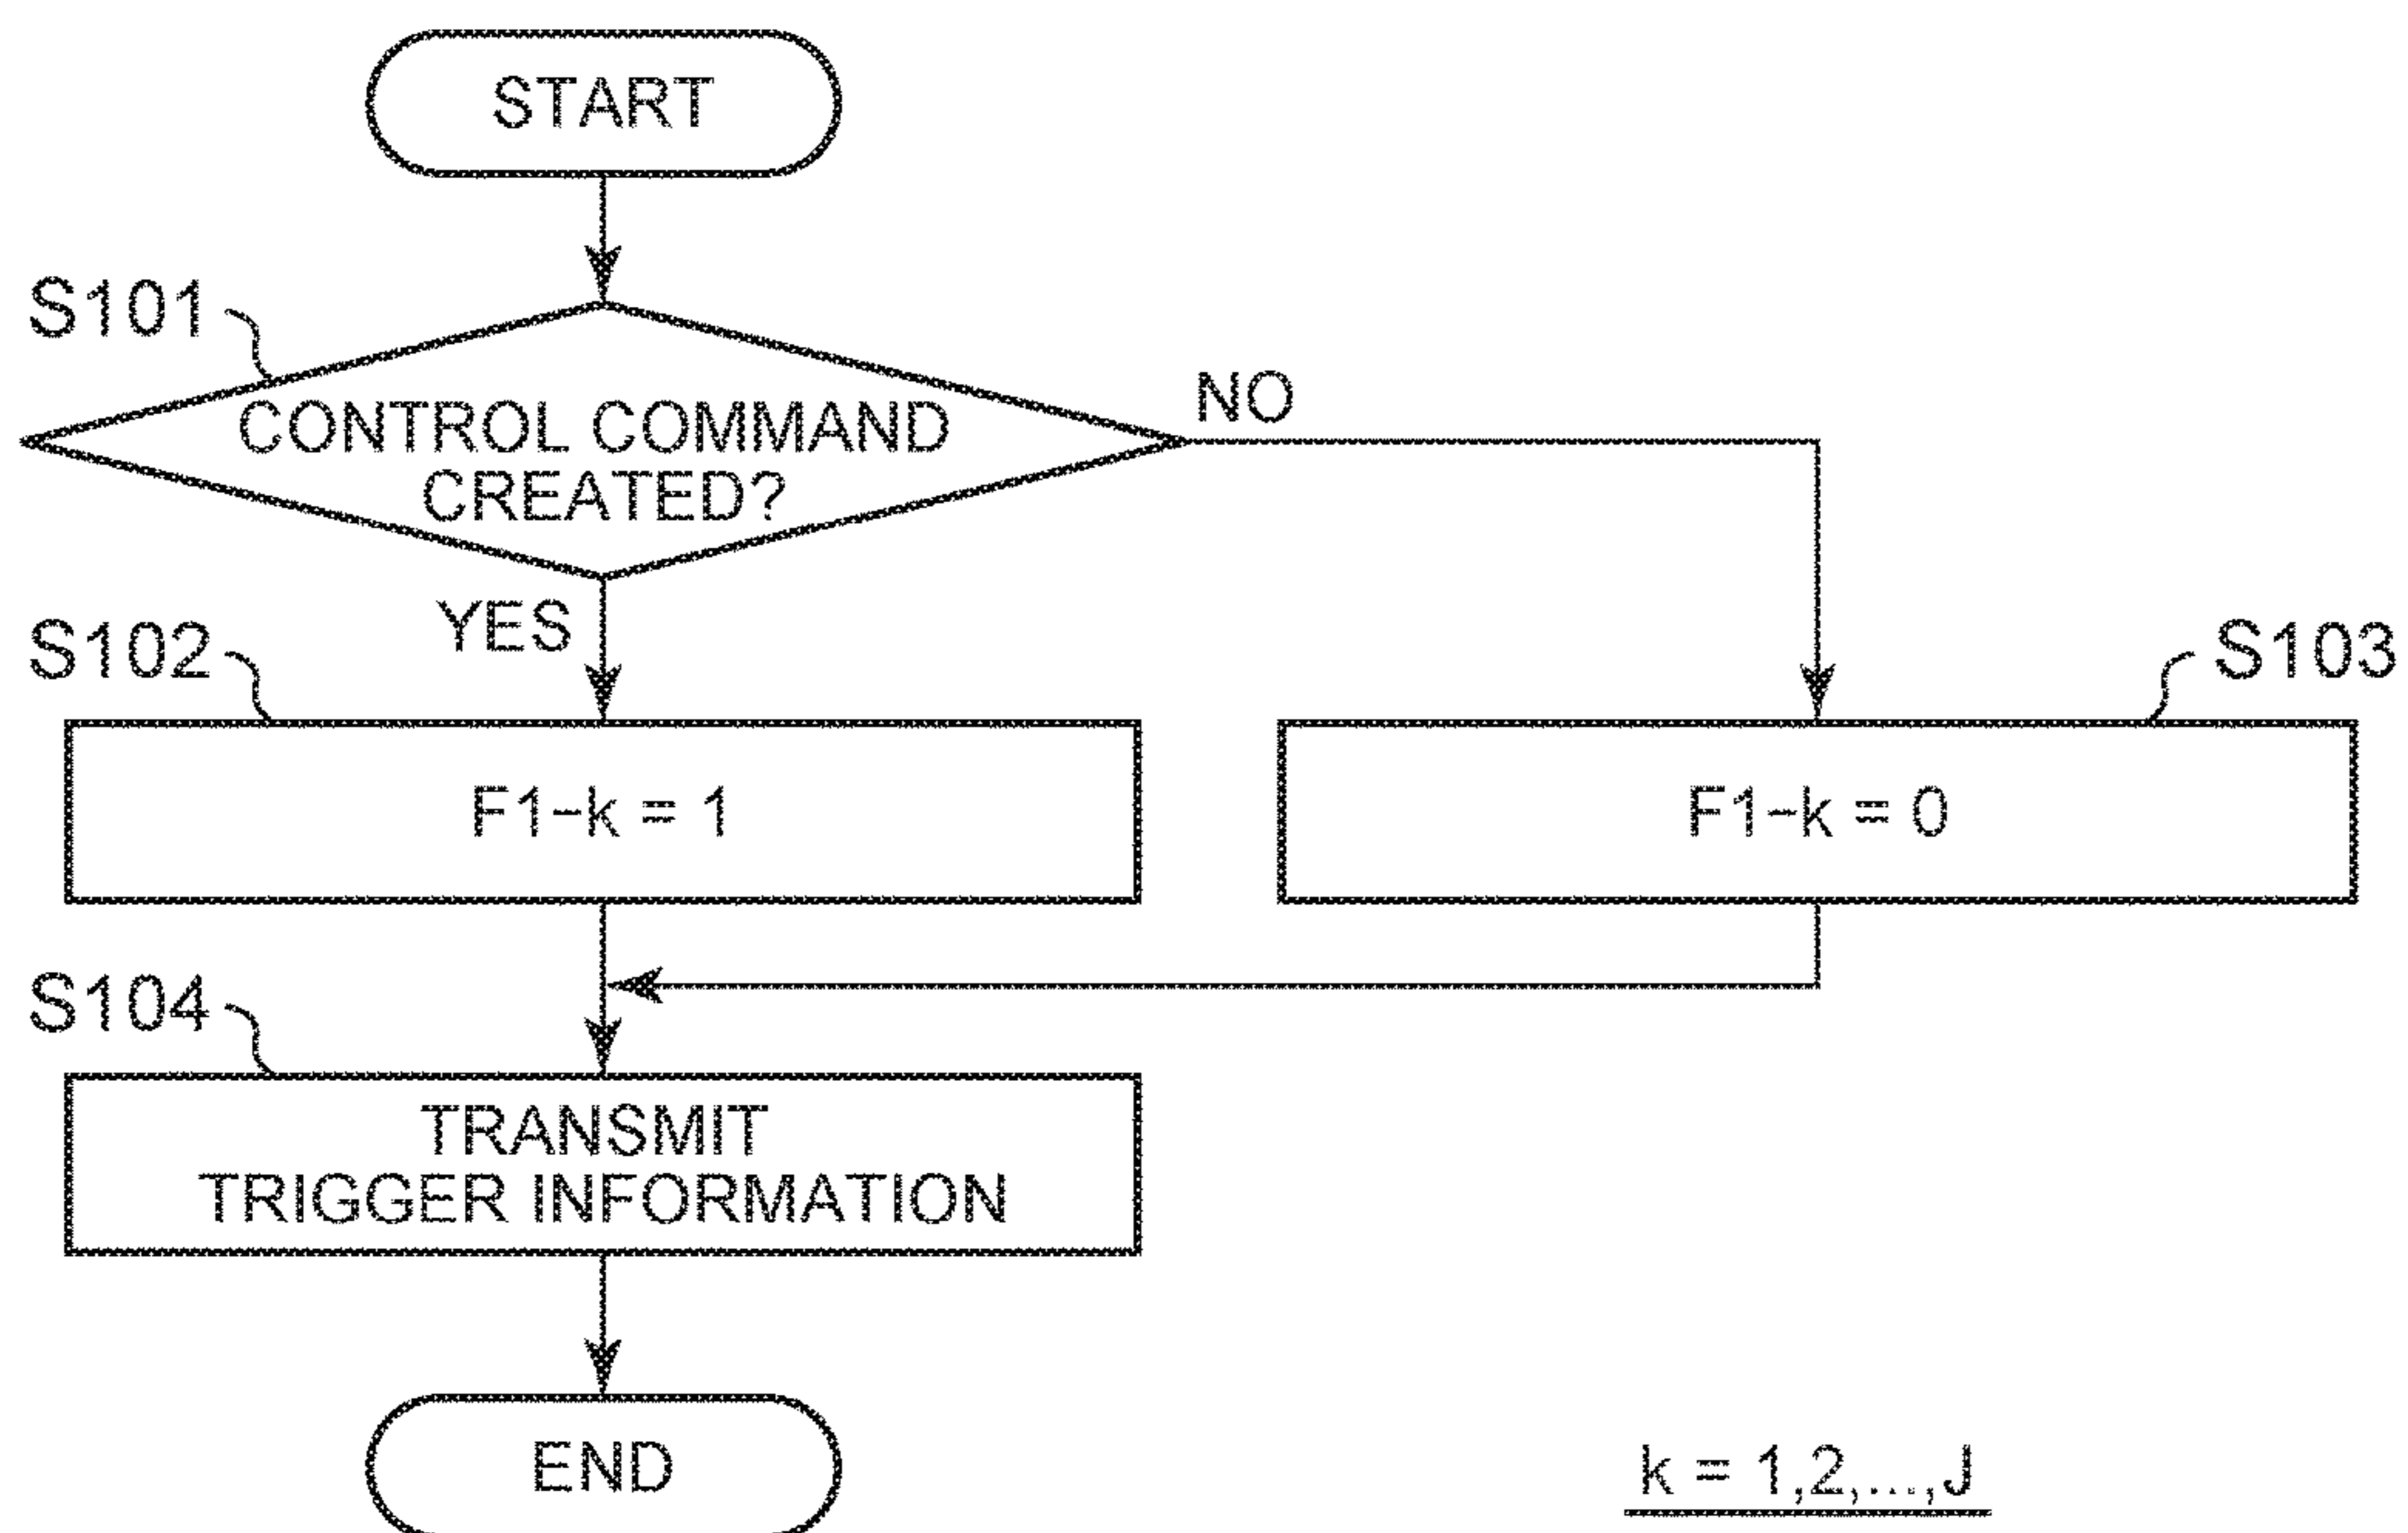 START
S101
CONTROL COMMAND
CREATED?
NO
YES
S102
F1-k = 1
S103
F1-k = 0
S104
TRANSMIT
TRIGGER INFORMATION
END
k = 1,2,...,J